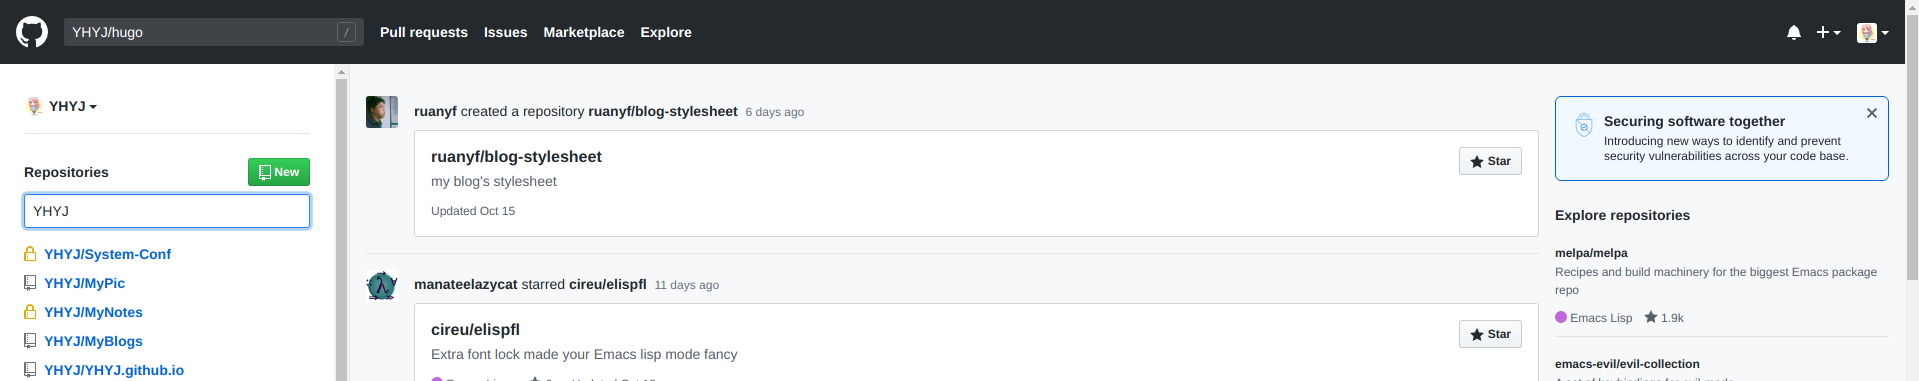 YHYJ/hugo
/
Pull requests
Issues
Marketplace
Explore
YHYJ
Repositories
New
YHYJ
YHYJ/System-Conf
YHYJ/MyPic
YHYJ/MyNotes
YHYJ/MyBlogs
YHYJ/YHYJ.github.io
ruanyf created a repository ruanyf/blog-stylesheet 6 days ago
ruanyf/blog-stylesheet
Star
my blog's stylesheet
Updated Oct 15
manateelazycat starred cireu/elispfl 11 days ago
cireu/elispfl
Star
Extra font lock made your Emacs lisp mode fancy
Securing software together
Introducing new ways to identify and prevent
security vulnerabilities across your code base.
Explore repositories
melpa/melpa
Recipes and build machinery for the biggest Emacs package
repo
Emacs Lisp 1.9k
emacs-evil/evil-collection